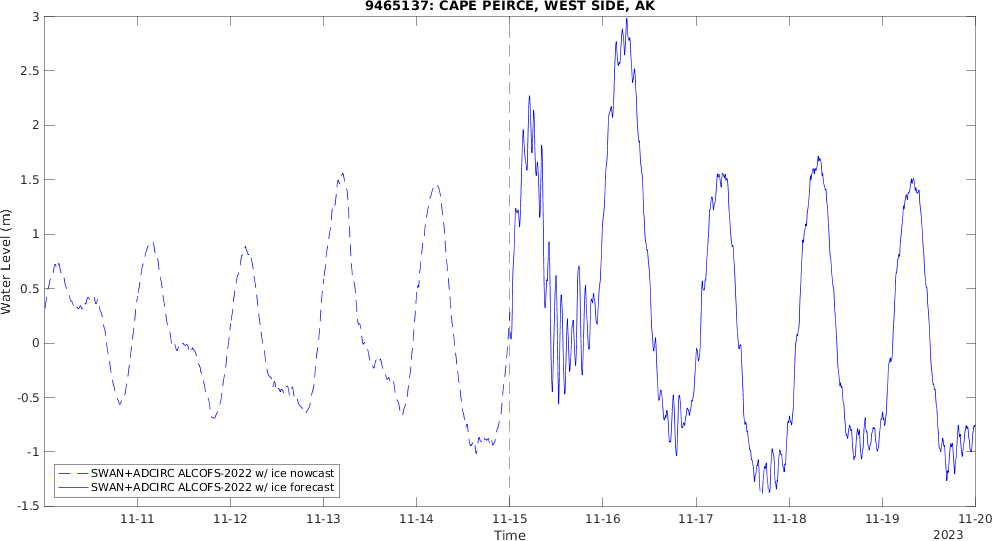 9465137: CAPE PEIRCE, WEST SIDE, AK
3
2.5
2
1.5
1
0.5
0
-0.5
-1
-1.5
Water Level (m)
SWAN+ADCIRC ALCOFS-2022 w/ ice nowcast
SWAN+ADCIRC ALCOFS-2022 w/ ice forecast
11-11 11-12 11-13 11-14 11-15 11-16 11-17 11-18 11-19 11-20
Time
2023